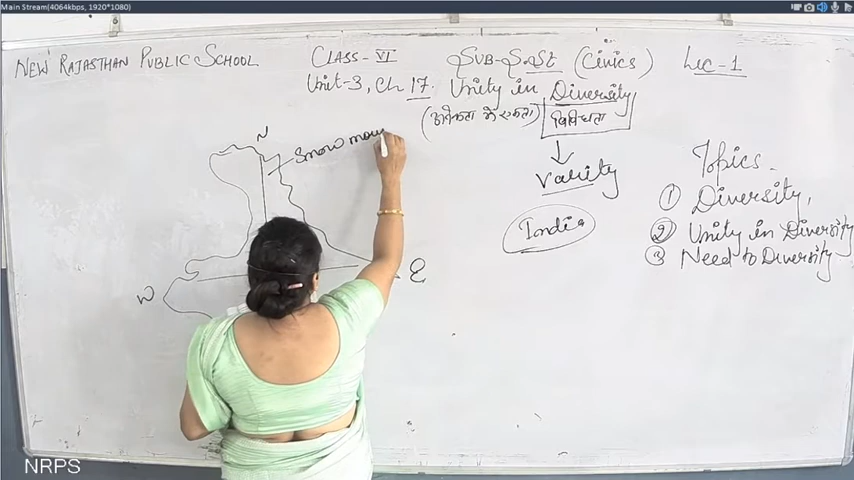 Main Stream(4064kbps, 1920*1080)
NEW RAJASTHAN PUBLIC SCHOOL CLASS-VI SUB-S.St (Civics) Lec-1
Unit-3, Ch 17. Unity in Diversity
(अनेकता में एकता) विविधता
Varity
India
Topics
① Diversity,
② Unity in Diversity
③ Need to Diversity
N
Snow mou
W
E
NRPS